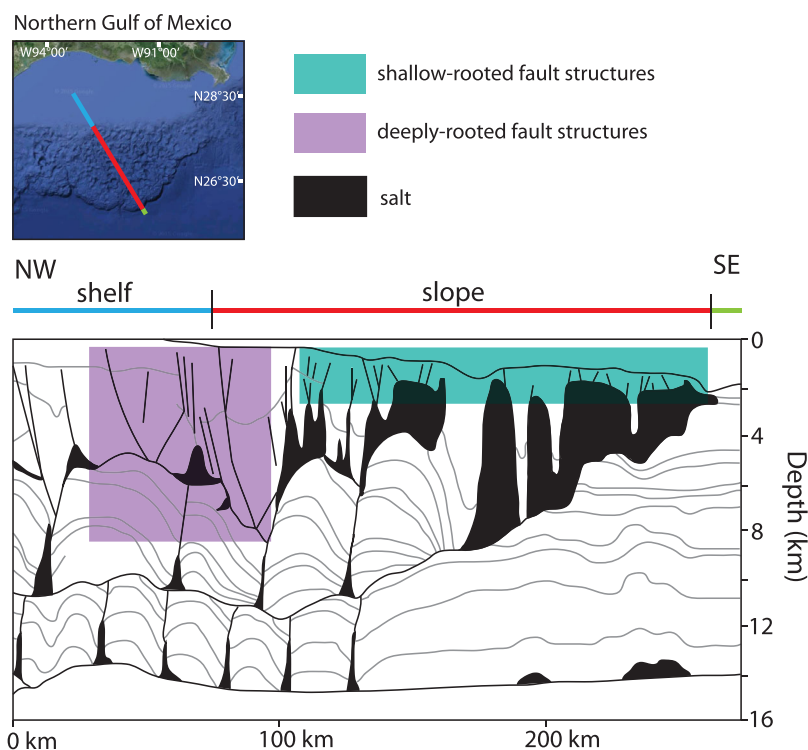 Northern Gulf of Mexico
W94°00′ W91°00′
N28°30′
N26°30′
shallow-rooted fault structures
deeply-rooted fault structures
salt
NW SE
shelf slope
0
4
8
12
16
Depth (km)
0 km 100 km 200 km